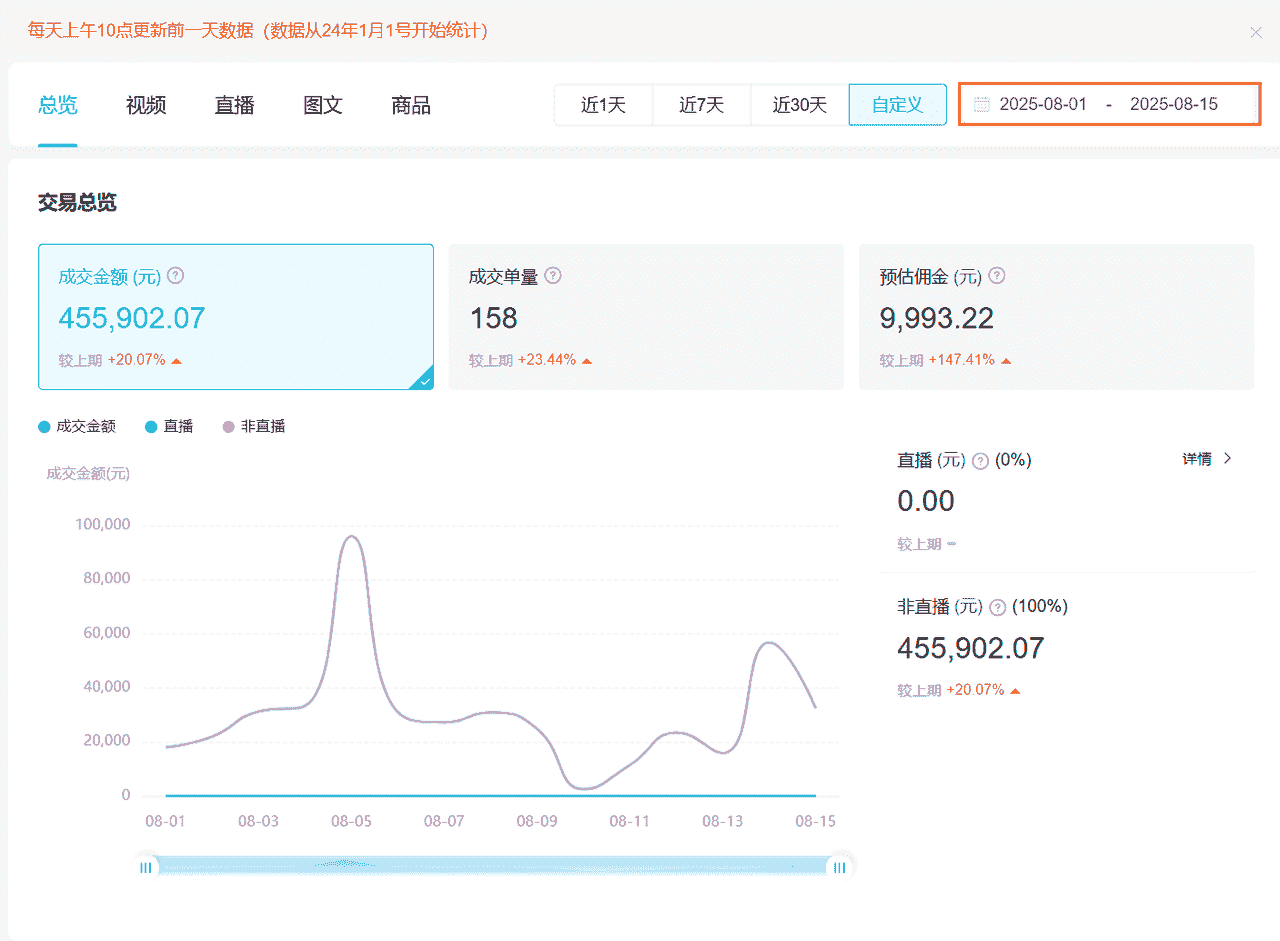 每天上午10点更新前一天数据（数据从24年1月1号开始统计）
总览 视频 直播 图文 商品 近1天 近7天 近30天 自定义 2025-08-01 - 2025-08-15
交易总览
成交金额 (元) ? 成交单量 ? 预估佣金 (元) ?
455,902.07 158 9,993.22
较上期 +20.07% 较上期 +23.44% 较上期 +147.41%
成交金额 直播 非直播
直播 (元) ? (0%) 详情
0.00
较上期 -
非直播 (元) ? (100%)
455,902.07
较上期 +20.07%
成交金额(元)
100,000
80,000
60,000
40,000
20,000
0
08-01 08-03 08-05 08-07 08-09 08-11 08-13 08-15